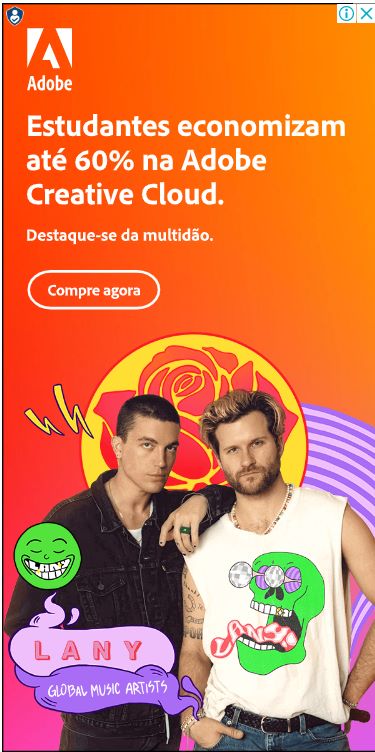 Adobe
Estudantes economizam
até 60% na Adobe
Creative Cloud.
Destaque-se da multidão.
Compre agora
LANY
LANY
GLOBAL MUSIC ARTISTS